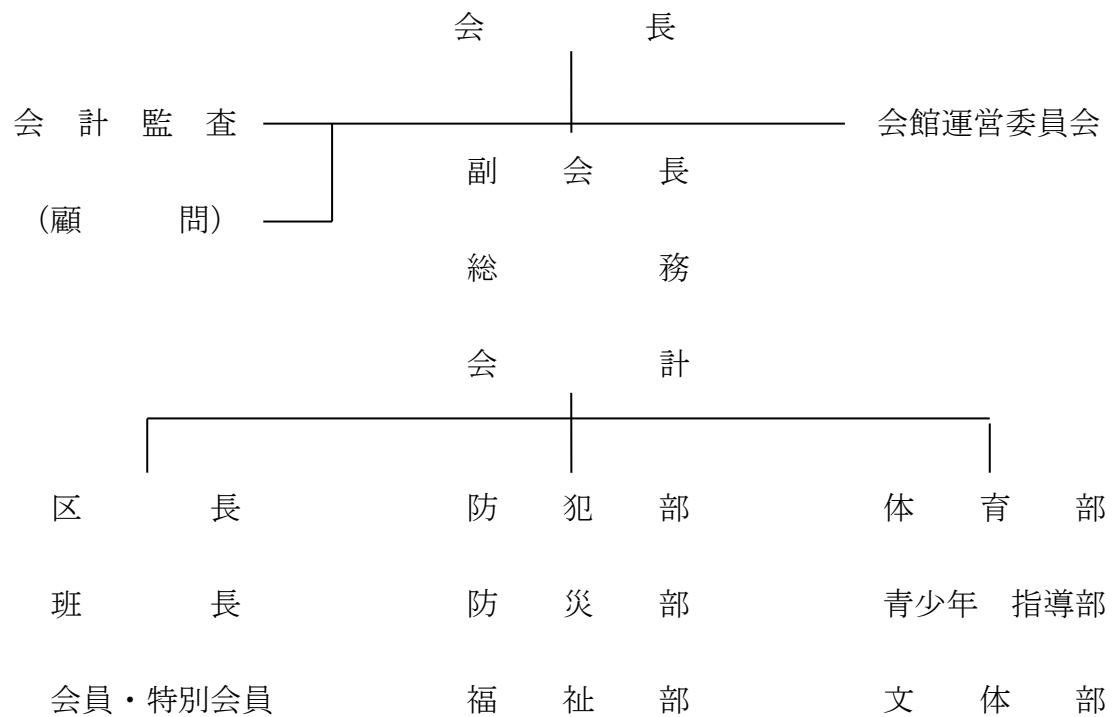 会長
会計監査
会館運営委員会
副会長
(顧問)
総務
会計
区長 防犯部 体育部
班長 防災部 青少年 指導部
会員・特別会員 福祉部 文体部